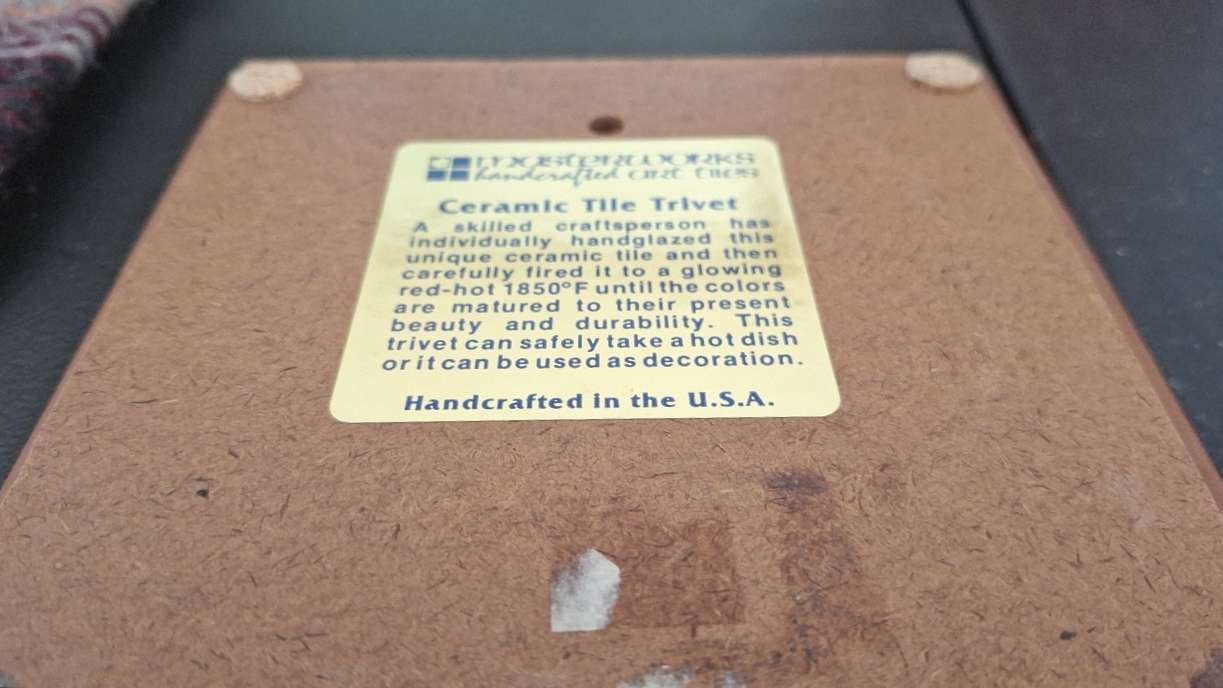 masterworks
handcrafted art tiles
Ceramic Tile Trivet
A skilled craftsperson has
individually handglazed this
unique ceramic tile and then
carefully fired it to a glowing
red-hot 1850°F until the colors
are matured to their present
beauty and durability. This
trivet can safely take a hot dish
or it can be used as decoration.
Handcrafted in the U.S.A.